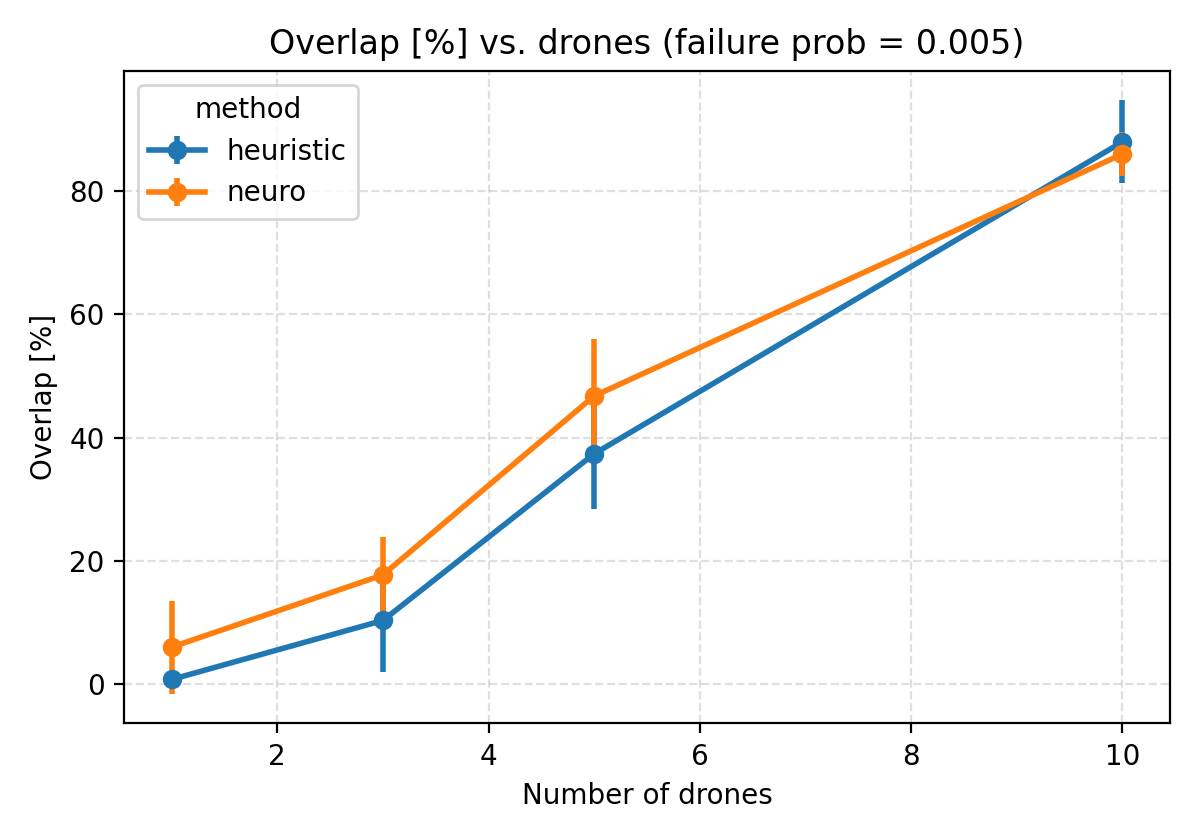 Overlap [%] vs. drones (failure prob = 0.005)
method
heuristic
neuro
Overlap [%]
80
60
40
20
0
2 4 6 8 10
Number of drones